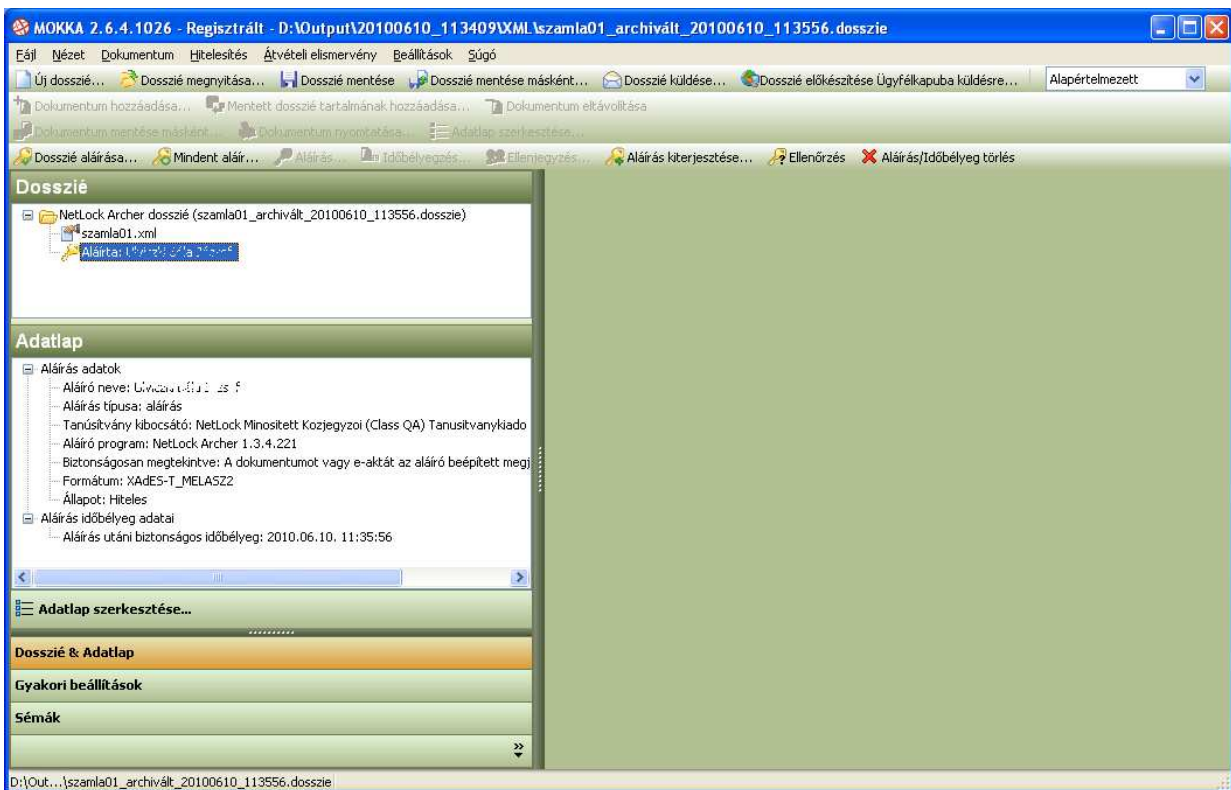 MOKKA 2.6.4.1026 - Regisztrált - D:\Output\20100610_113409\XML\szamla01_archivált_20100610_113556.dosszie
Fájl Nézet Dokumentum Hitelesítés Átvételi elismervény Beállítások Súgó
Új dosszié... Dosszié megnyitása... Dosszié mentése Dosszié mentése másként... Dosszié küldése... Dosszié előkészítése Ügyfélkapuba küldésre... Alapértelmezett
Dokumentum hozzáadása... Mentett dosszié tartalmának hozzáadása... Dokumentum eltávolítása
Dokumentum mentése másként... Dokumentum nyomtatása... Adatlap szerkesztése...
Dosszié aláírása... Mindent aláír... Aláírás... Időbélyegzés... Ellenjegyzés... Aláírás kiterjesztése... Ellenőrzés Aláírás/Időbélyeg törlés
Dosszié
NetLock Archer dosszié (szamla01_archivált_20100610_113556.dosszie)
szamla01.xml
Aláírta:
Adatlap
Aláírás adatok
Aláíró neve:
Aláírás típusa: aláírás
Tanúsítvány kibocsátó: NetLock Minositett Kozjegyzoi (Class QA) Tanusitvanykiado
Aláíró program: NetLock Archer 1.3.4.221
Biztonságosan megtekintve: A dokumentumot vagy e-aktát az aláíró beépített megj
Formátum: XAdES-T_MELASZ2
Állapot: Hiteles
Aláírás időbélyeg adatai
Aláírás utáni biztonságos időbélyeg: 2010.06.10. 11:35:56
Adatlap szerkesztése...
Dosszié & Adatlap
Gyakori beállítások
Sémák
D:\Out...\szamla01_archivált_20100610_113556.dosszie